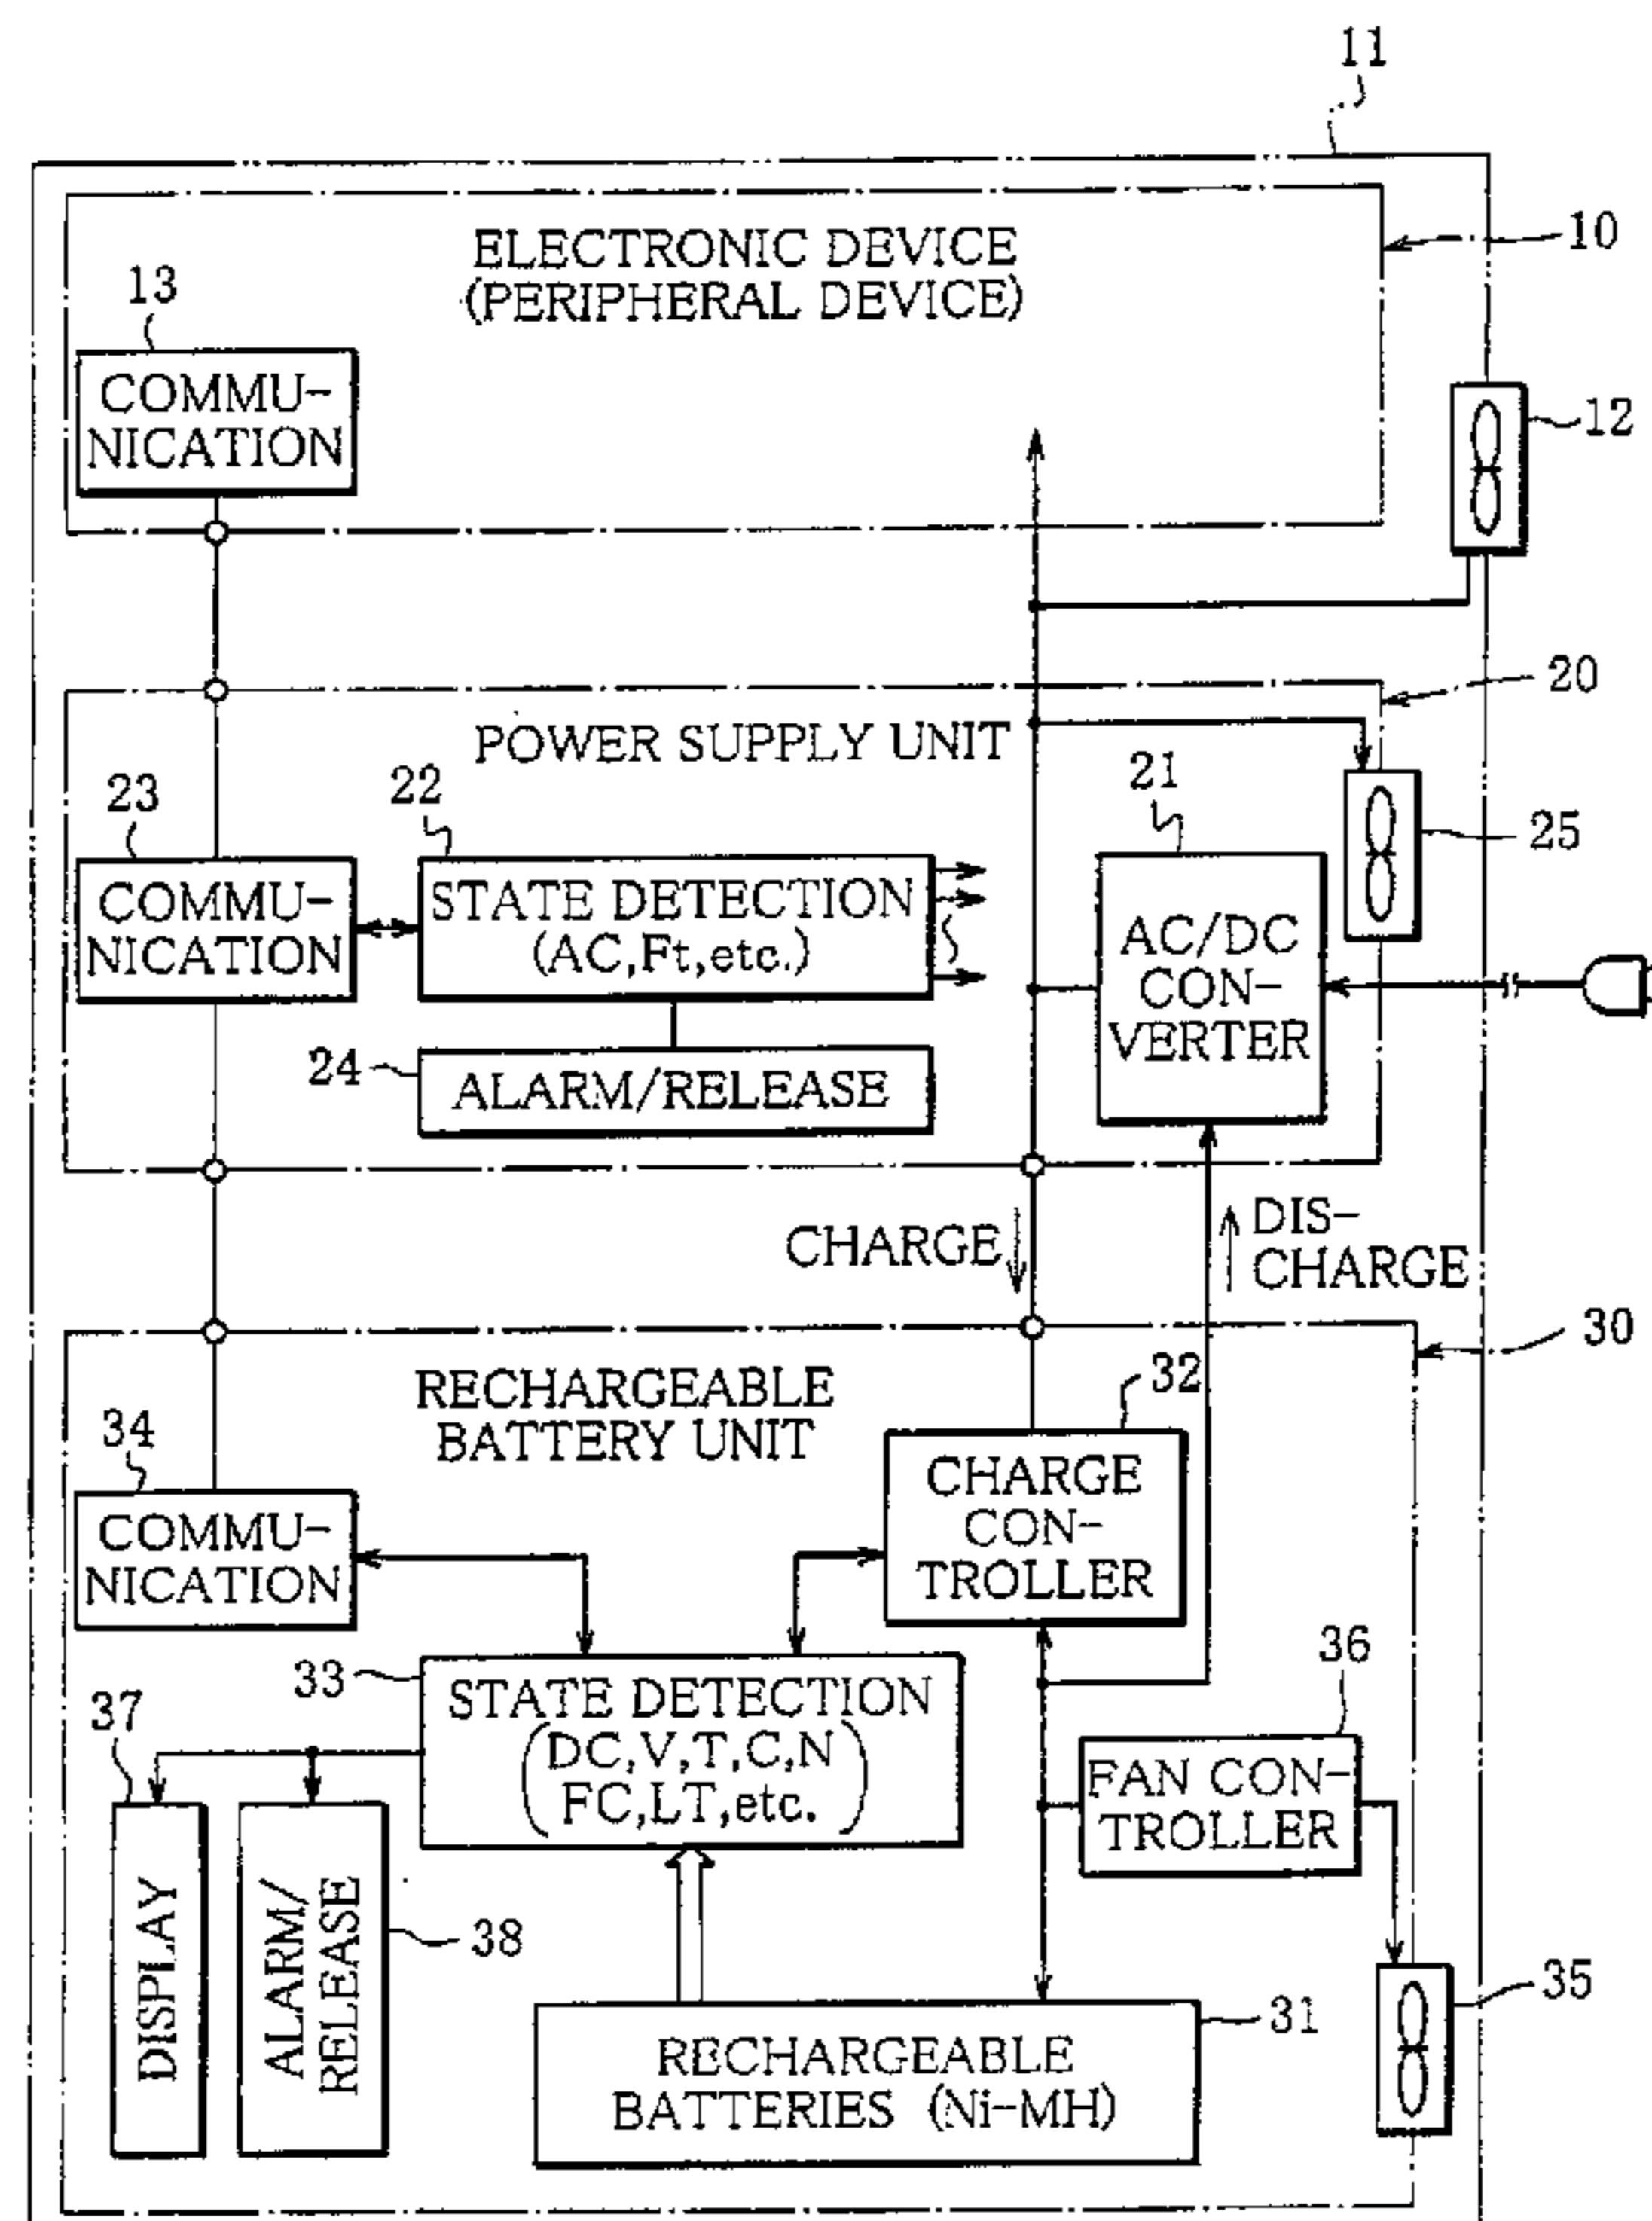 11
ELECTRONIC DEVICE
(PERIPHERAL DEVICE)
10
13
COMMU-
NICATION
12
20
POWER SUPPLY UNIT
21
22
23
25
COMMU-
NICATION
STATE DETECTION
(AC,Ft,etc.)
AC/DC
CON-
VERTER
24
ALARM/RELEASE
CHARGE
DIS-
CHARGE
30
RECHARGEABLE
BATTERY UNIT
32
34
CHARGE
CON-
TROLLER
COMMU-
NICATION
36
33
STATE DETECTION
(DC,V,T,C,N
FC,LT,etc.)
37
FAN CON-
TROLLER
DISPLAY
ALARM/
RELEASE
38
35
31
RECHARGEABLE
BATTERIES (Ni-MH)